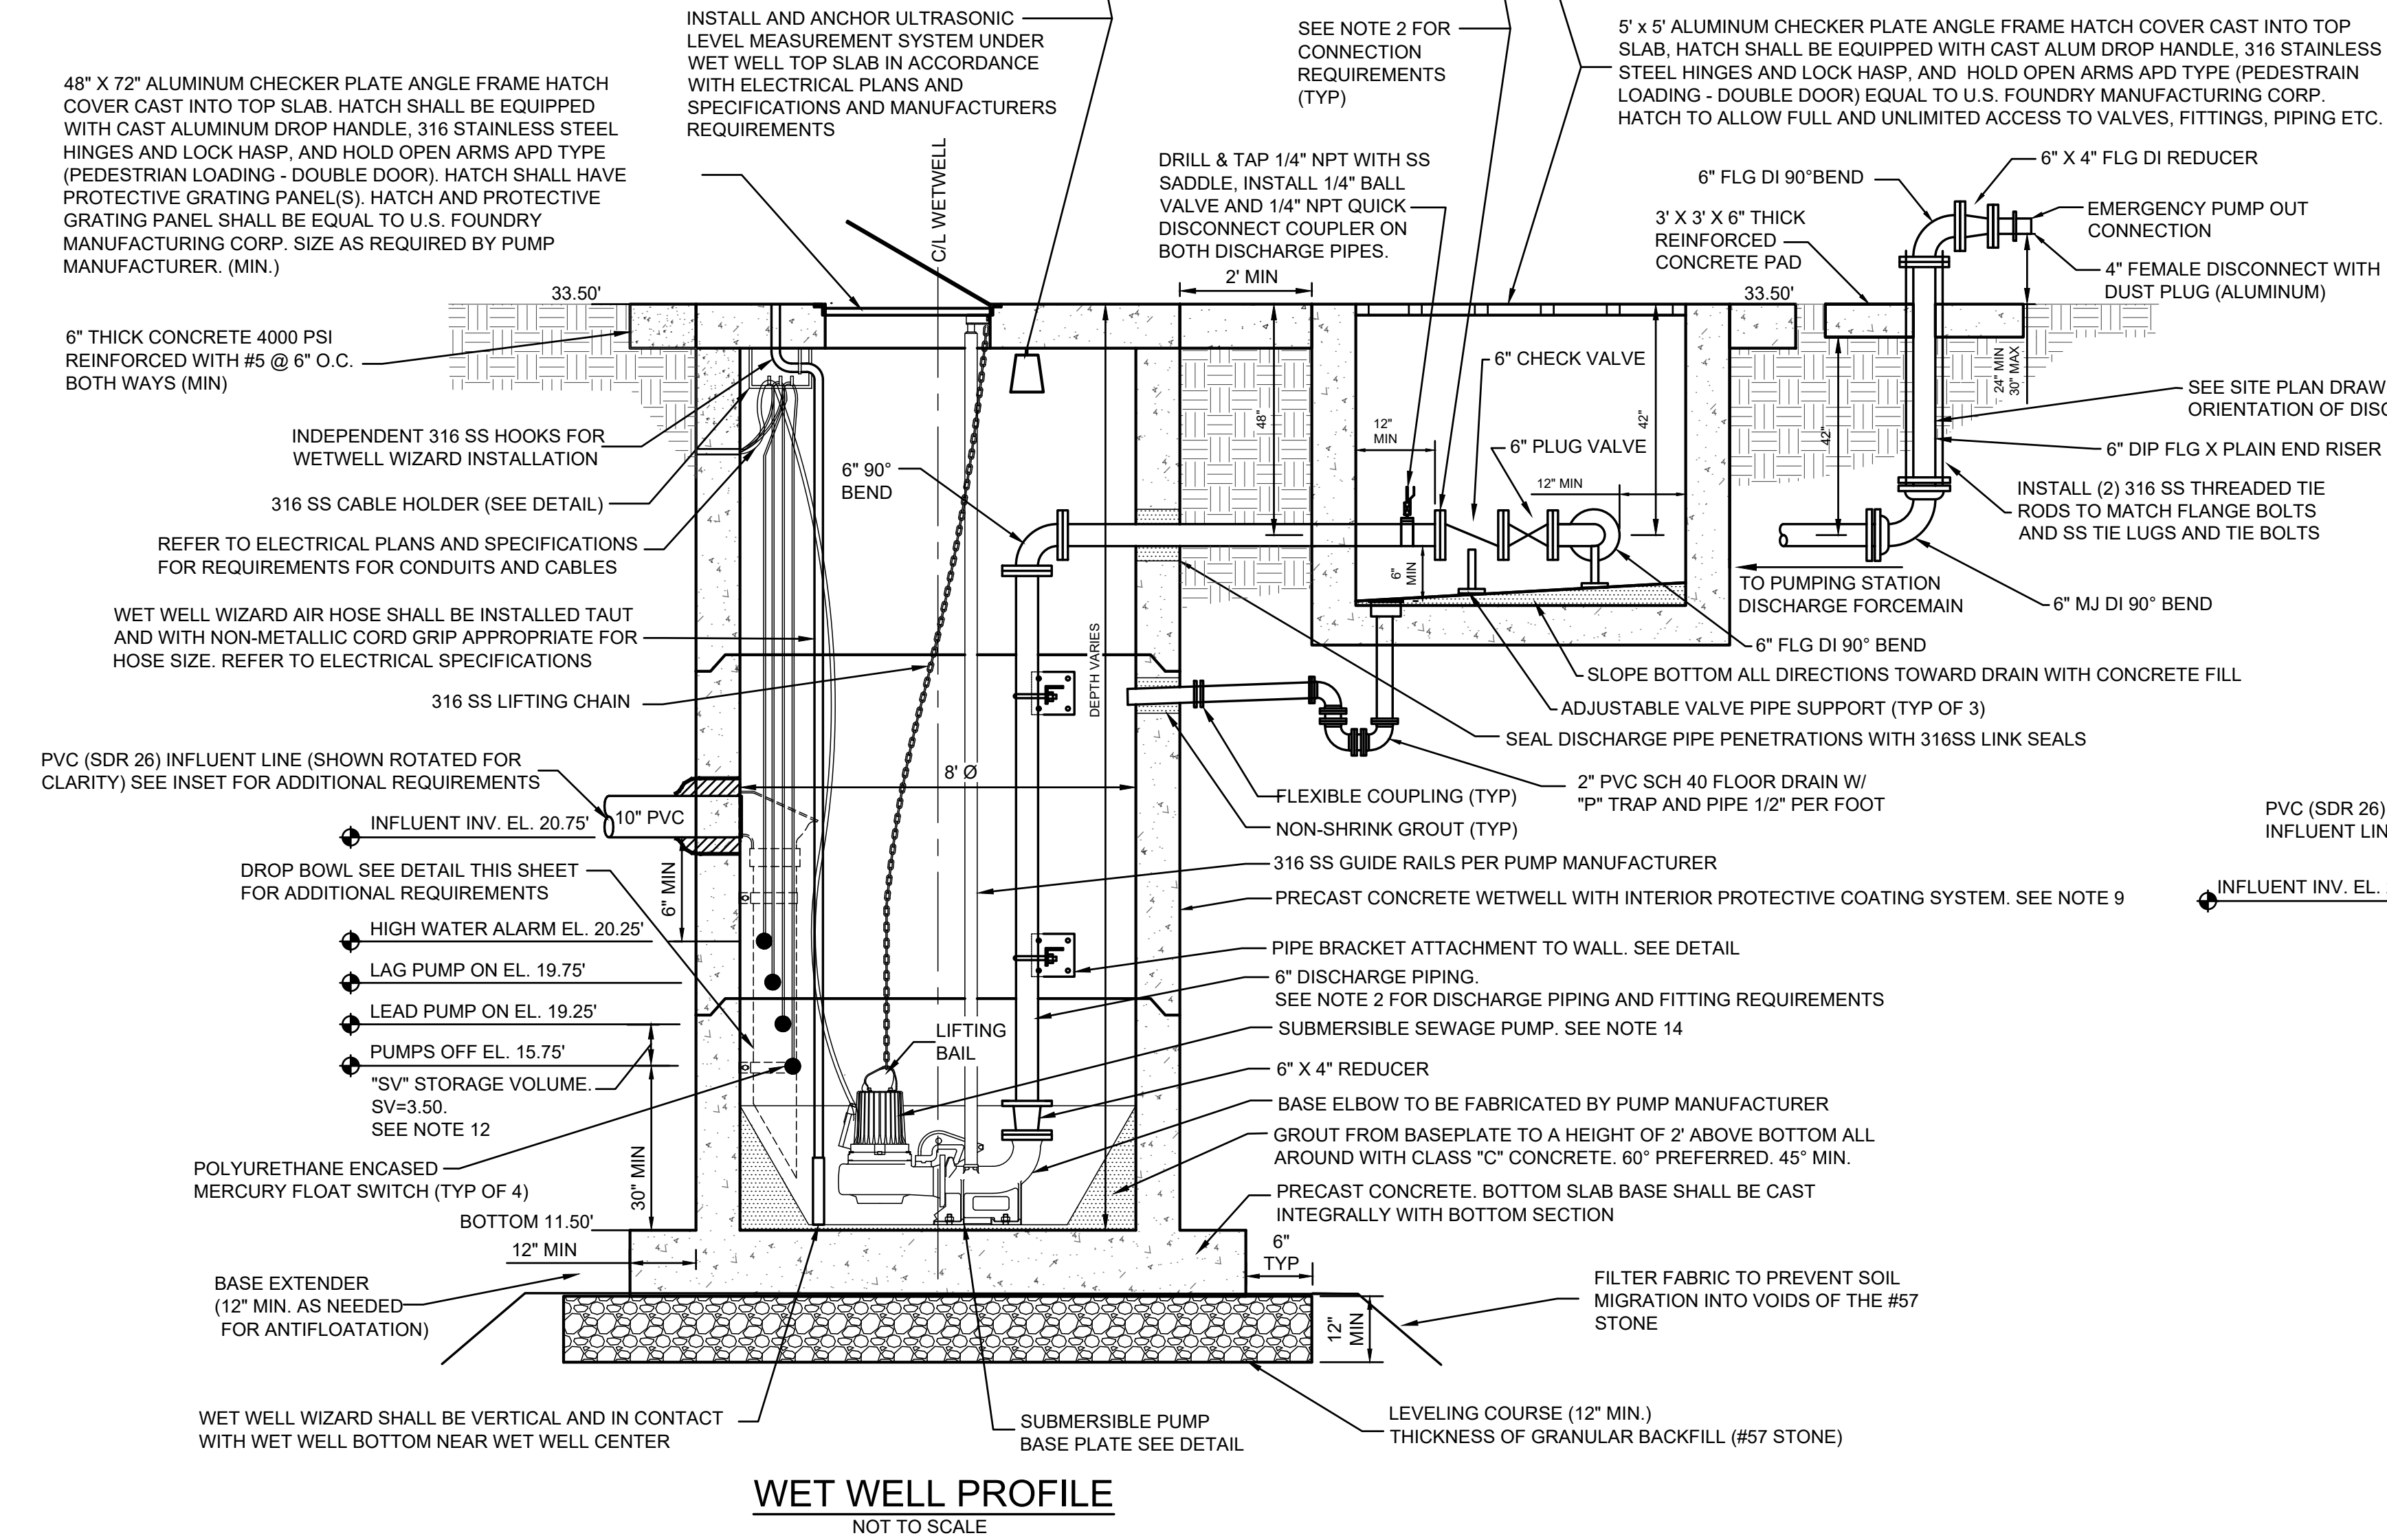 INSTALL AND ANCHOR ULTRASONIC
LEVEL MEASUREMENT SYSTEM UNDER
WET WELL TOP SLAB IN ACCORDANCE
WITH ELECTRICAL PLANS AND
SPECIFICATIONS AND MANUFACTURERS
REQUIREMENTS
SEE NOTE 2 FOR
CONNECTION
REQUIREMENTS
(TYP)
5' x 5' ALUMINUM CHECKER PLATE ANGLE FRAME HATCH COVER CAST INTO TOP
SLAB, HATCH SHALL BE EQUIPPED WITH CAST ALUM DROP HANDLE, 316 STAINLESS
STEEL HINGES AND LOCK HASP, AND HOLD OPEN ARMS APD TYPE (PEDESTRAIN
LOADING - DOUBLE DOOR) EQUAL TO U.S. FOUNDRY MANUFACTURING CORP.
HATCH TO ALLOW FULL AND UNLIMITED ACCESS TO VALVES, FITTINGS, PIPING ETC.
48" X 72" ALUMINUM CHECKER PLATE ANGLE FRAME HATCH
COVER CAST INTO TOP SLAB. HATCH SHALL BE EQUIPPED
WITH CAST ALUMINUM DROP HANDLE, 316 STAINLESS STEEL
HINGES AND LOCK HASP, AND HOLD OPEN ARMS APD TYPE
(PEDESTRIAN LOADING - DOUBLE DOOR). HATCH SHALL HAVE
PROTECTIVE GRATING PANEL(S). HATCH AND PROTECTIVE
GRATING PANEL SHALL BE EQUAL TO U.S. FOUNDRY
MANUFACTURING CORP. SIZE AS REQUIRED BY PUMP
MANUFACTURER. (MIN.)
C/L WETWELL
DRILL & TAP 1/4" NPT WITH SS
SADDLE, INSTALL 1/4" BALL
VALVE AND 1/4" NPT QUICK
DISCONNECT COUPLER ON
BOTH DISCHARGE PIPES.
2' MIN
6" X 4" FLG DI REDUCER
6" FLG DI 90°BEND
3' X 3' X 6" THICK
REINFORCED
CONCRETE PAD
EMERGENCY PUMP OUT
CONNECTION
4" FEMALE DISCONNECT WITH
DUST PLUG (ALUMINUM)
33.50'
33.50'
6" THICK CONCRETE 4000 PSI
REINFORCED WITH #5 @ 6" O.C.
BOTH WAYS (MIN)
6" CHECK VALVE
24" MIN
30" MAX
SEE SITE PLAN DRAW
ORIENTATION OF DISC
48"
12"
MIN
42"
42"
6" PLUG VALVE
12" MIN
6" DIP FLG X PLAIN END RISER
INDEPENDENT 316 SS HOOKS FOR
WETWELL WIZARD INSTALLATION
6" 90°
BEND
316 SS CABLE HOLDER (SEE DETAIL)
INSTALL (2) 316 SS THREADED TIE
RODS TO MATCH FLANGE BOLTS
AND SS TIE LUGS AND TIE BOLTS
REFER TO ELECTRICAL PLANS AND SPECIFICATIONS
FOR REQUIREMENTS FOR CONDUITS AND CABLES
6"
MIN
TO PUMPING STATION
DISCHARGE FORCEMAIN
6" MJ DI 90° BEND
WET WELL WIZARD AIR HOSE SHALL BE INSTALLED TAUT
AND WITH NON-METALLIC CORD GRIP APPROPRIATE FOR
HOSE SIZE. REFER TO ELECTRICAL SPECIFICATIONS
6" FLG DI 90° BEND
SLOPE BOTTOM ALL DIRECTIONS TOWARD DRAIN WITH CONCRETE FILL
316 SS LIFTING CHAIN
DEPTH VARIES
ADJUSTABLE VALVE PIPE SUPPORT (TYP OF 3)
SEAL DISCHARGE PIPE PENETRATIONS WITH 316SS LINK SEALS
PVC (SDR 26) INFLUENT LINE (SHOWN ROTATED FOR
CLARITY) SEE INSET FOR ADDITIONAL REQUIREMENTS
8' Ø
2" PVC SCH 40 FLOOR DRAIN W/
"P" TRAP AND PIPE 1/2" PER FOOT
FLEXIBLE COUPLING (TYP)
NON-SHRINK GROUT (TYP)
10" PVC
INFLUENT INV. EL. 20.75'
PVC (SDR 26)
INFLUENT LIN
DROP BOWL SEE DETAIL THIS SHEET
FOR ADDITIONAL REQUIREMENTS
6" MIN
316 SS GUIDE RAILS PER PUMP MANUFACTURER
PRECAST CONCRETE WETWELL WITH INTERIOR PROTECTIVE COATING SYSTEM. SEE NOTE 9
INFLUENT INV. EL.
HIGH WATER ALARM EL. 20.25'
LAG PUMP ON EL. 19.75'
LEAD PUMP ON EL. 19.25'
PUMPS OFF EL. 15.75'
"SV" STORAGE VOLUME.
SV=3.50.
SEE NOTE 12
PIPE BRACKET ATTACHMENT TO WALL. SEE DETAIL
6" DISCHARGE PIPING.
SEE NOTE 2 FOR DISCHARGE PIPING AND FITTING REQUIREMENTS
LIFTING
BAIL
SUBMERSIBLE SEWAGE PUMP. SEE NOTE 14
6" X 4" REDUCER
BASE ELBOW TO BE FABRICATED BY PUMP MANUFACTURER
GROUT FROM BASEPLATE TO A HEIGHT OF 2' ABOVE BOTTOM ALL
AROUND WITH CLASS "C" CONCRETE. 60° PREFERRED. 45° MIN.
POLYURETHANE ENCASED
MERCURY FLOAT SWITCH (TYP OF 4)
30" MIN
PRECAST CONCRETE. BOTTOM SLAB BASE SHALL BE CAST
INTEGRALLY WITH BOTTOM SECTION
BOTTOM 11.50'
12" MIN
6"
TYP
BASE EXTENDER
(12" MIN. AS NEEDED
FOR ANTIFLOATATION)
FILTER FABRIC TO PREVENT SOIL
MIGRATION INTO VOIDS OF THE #57
STONE
12"
MIN
WET WELL WIZARD SHALL BE VERTICAL AND IN CONTACT
WITH WET WELL BOTTOM NEAR WET WELL CENTER
SUBMERSIBLE PUMP
BASE PLATE SEE DETAIL
LEVELING COURSE (12" MIN.)
THICKNESS OF GRANULAR BACKFILL (#57 STONE)
WET WELL PROFILE
NOT TO SCALE